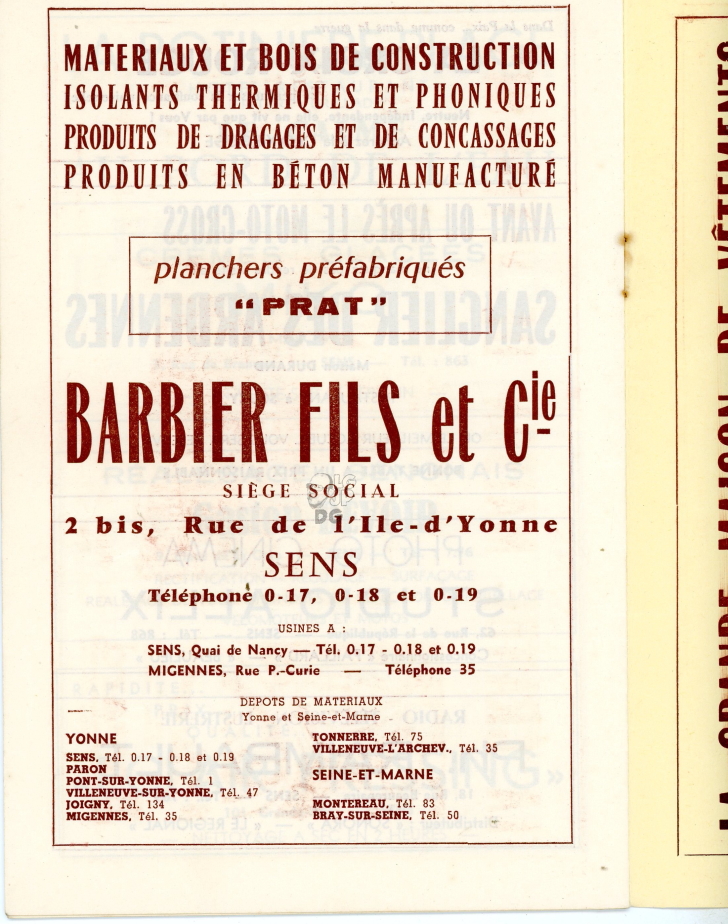 MATERIAUX ET BOIS DE CONSTRUCTION
ISOLANTS THERMIQUES ET PHONIQUES
PRODUITS DE DRAGAGES ET DE CONCASSAGES
PRODUITS EN BÉTON MANUFACTURÉ
planchers préfabriqués
"PRAT"
BARBIER FILS et Cie
SIÈGE SOCIAL
2 bis, Rue de l'Ile-d'Yonne
SENS
Téléphone 0-17, 0-18 et 0-19
USINES A :
SENS, Quai de Nancy — Tél. 0.17 - 0.18 et 0.19
MIGENNES, Rue P.-Curie — Téléphone 35
DEPOTS DE MATERIAUX
Yonne et Seine-et-Marne
YONNE
SENS, Tél. 0.17 - 0.18 et 0.19
PARON
PONT-SUR-YONNE, Tél. 1
VILLENEUVE-SUR-YONNE, Tél. 47
JOIGNY, Tél. 134
MIGENNES, Tél. 35
TONNERRE, Tél. 75
VILLENEUVE-L'ARCHEV., Tél. 35
SEINE-ET-MARNE
MONTEREAU, Tél. 83
BRAY-SUR-SEINE, Tél. 50
LA GRANDE MAISON DE VÊTEMENTS